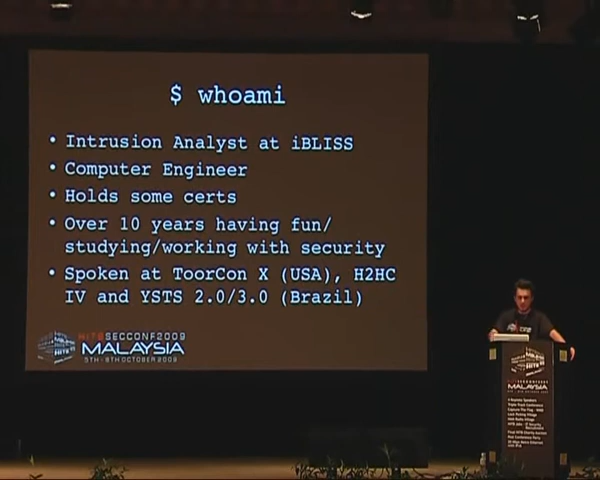 $ whoami
• Intrusion Analyst at iBLISS
• Computer Engineer
• Holds some certs
• Over 10 years having fun/
studying/working with security
• Spoken at ToorCon X (USA), H2HC
IV and YSTS 2.0/3.0 (Brazil)
HITBSECCONF2009
MALAYSIA
5TH - 8TH OCTOBER 2009
HITB
MALAYSIA